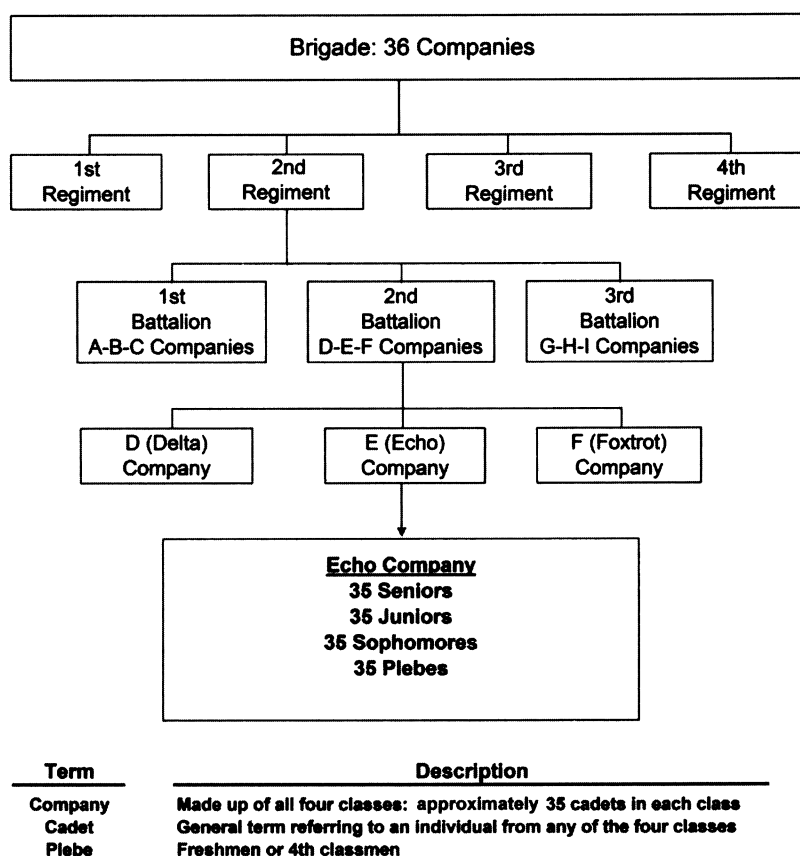 Brigade: 36 Companies
1st
Regiment
2nd
Regiment
3rd
Regiment
4th
Regiment
1st
Battalion
A-B-C Companies
2nd
Battalion
D-E-F Companies
3rd
Battalion
G-H-I Companies
D (Delta)
Company
E (Echo)
Company
F (Foxtrot)
Company
Echo Company
35 Seniors
35 Juniors
35 Sophomores
35 Plebes
Term Description
Company Made up of all four classes: approximately 35 cadets in each class
Cadet General term referring to an individual from any of the four classes
Plebe Freshmen or 4th classmen